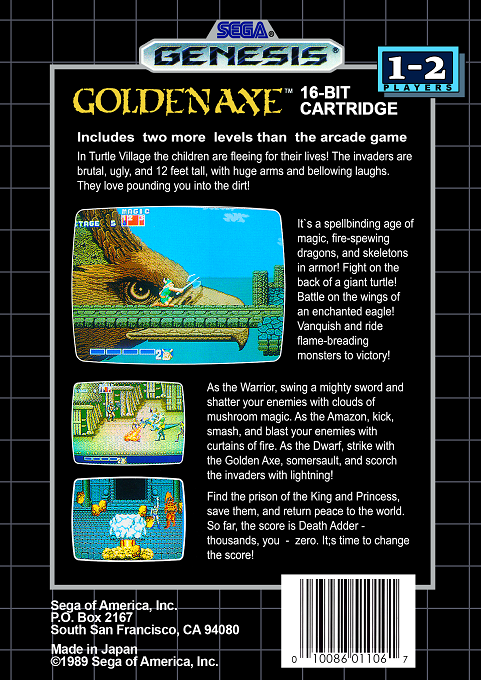 SEGA®
GENESIS®
1-2
PLAYERS
GOLDEN AXE™
16-BIT
CARTRIDGE
Includes two more levels than the arcade game
In Turtle Village the children are fleeing for their lives! The invaders are
brutal, ugly, and 12 feet tall, with huge arms and bellowing laughs.
They love pounding you into the dirt!
MAGIC
STAGE 5
2
It`s a spellbinding age of
magic, fire-spewing
dragons, and skeletons
in armor! Fight on the
back of a giant turtle!
Battle on the wings of
an enchanted eagle!
Vanquish and ride
flame-breading
monsters to victory!
As the Warrior, swing a mighty sword and
shatter your enemies with clouds of
mushroom magic. As the Amazon, kick,
smash, and blast your enemies with
curtains of fire. As the Dwarf, strike with
the Golden Axe, somersault, and scorch
the invaders with lightning!
Find the prison of the King and Princess,
save them, and return peace to the world.
So far, the score is Death Adder -
thousands, you - zero. It;s time to change
the score!
Sega of America, Inc.
P.O. Box 2167
South San Francisco, CA 94080
Made in Japan
©1989 Sega of America, Inc.
0 10086 01106 7